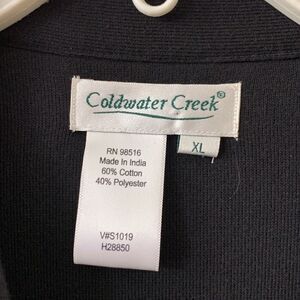 Coldwater Creek®
XL
RN 98516
Made In India
60% Cotton
40% Polyester
V#S1019
H28850